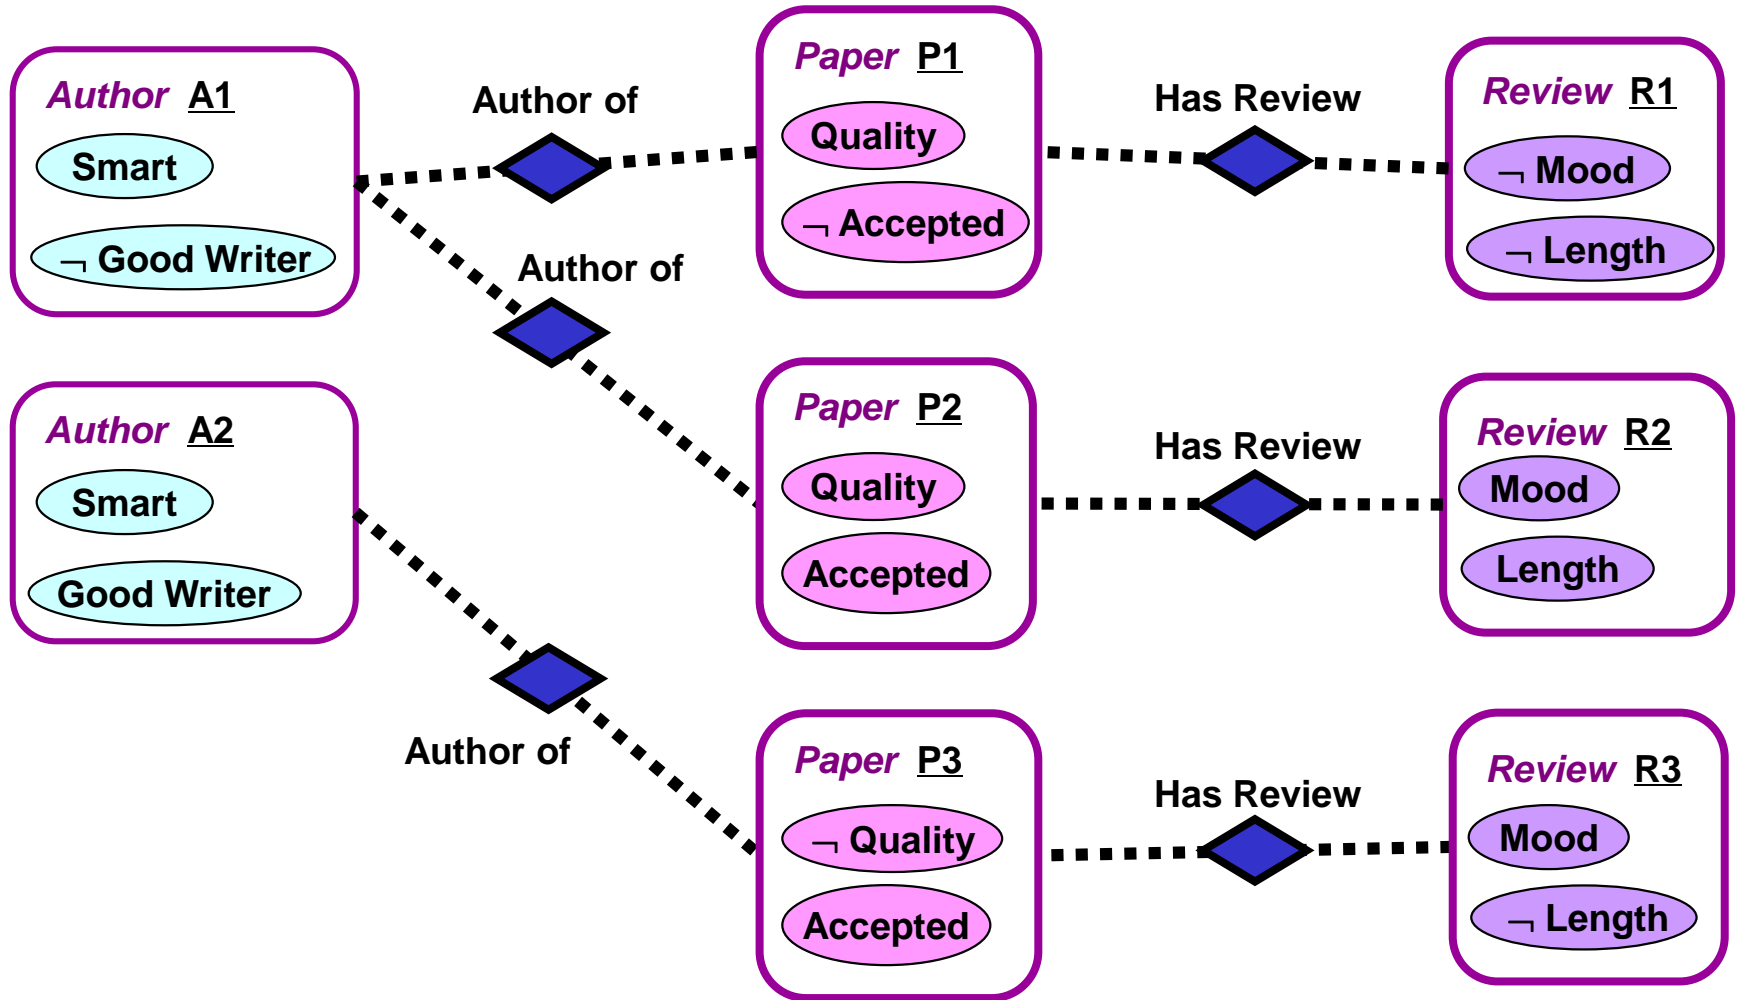 Author A1
Smart
¬ Good Writer
Author of
Author of
Paper P1
Quality
¬ Accepted
Has Review
Review R1
¬ Mood
¬ Length
Author A2
Smart
Good Writer
Author of
Paper P2
Quality
Accepted
Has Review
Review R2
Mood
Length
Paper P3
¬ Quality
Accepted
Has Review
Review R3
Mood
¬ Length